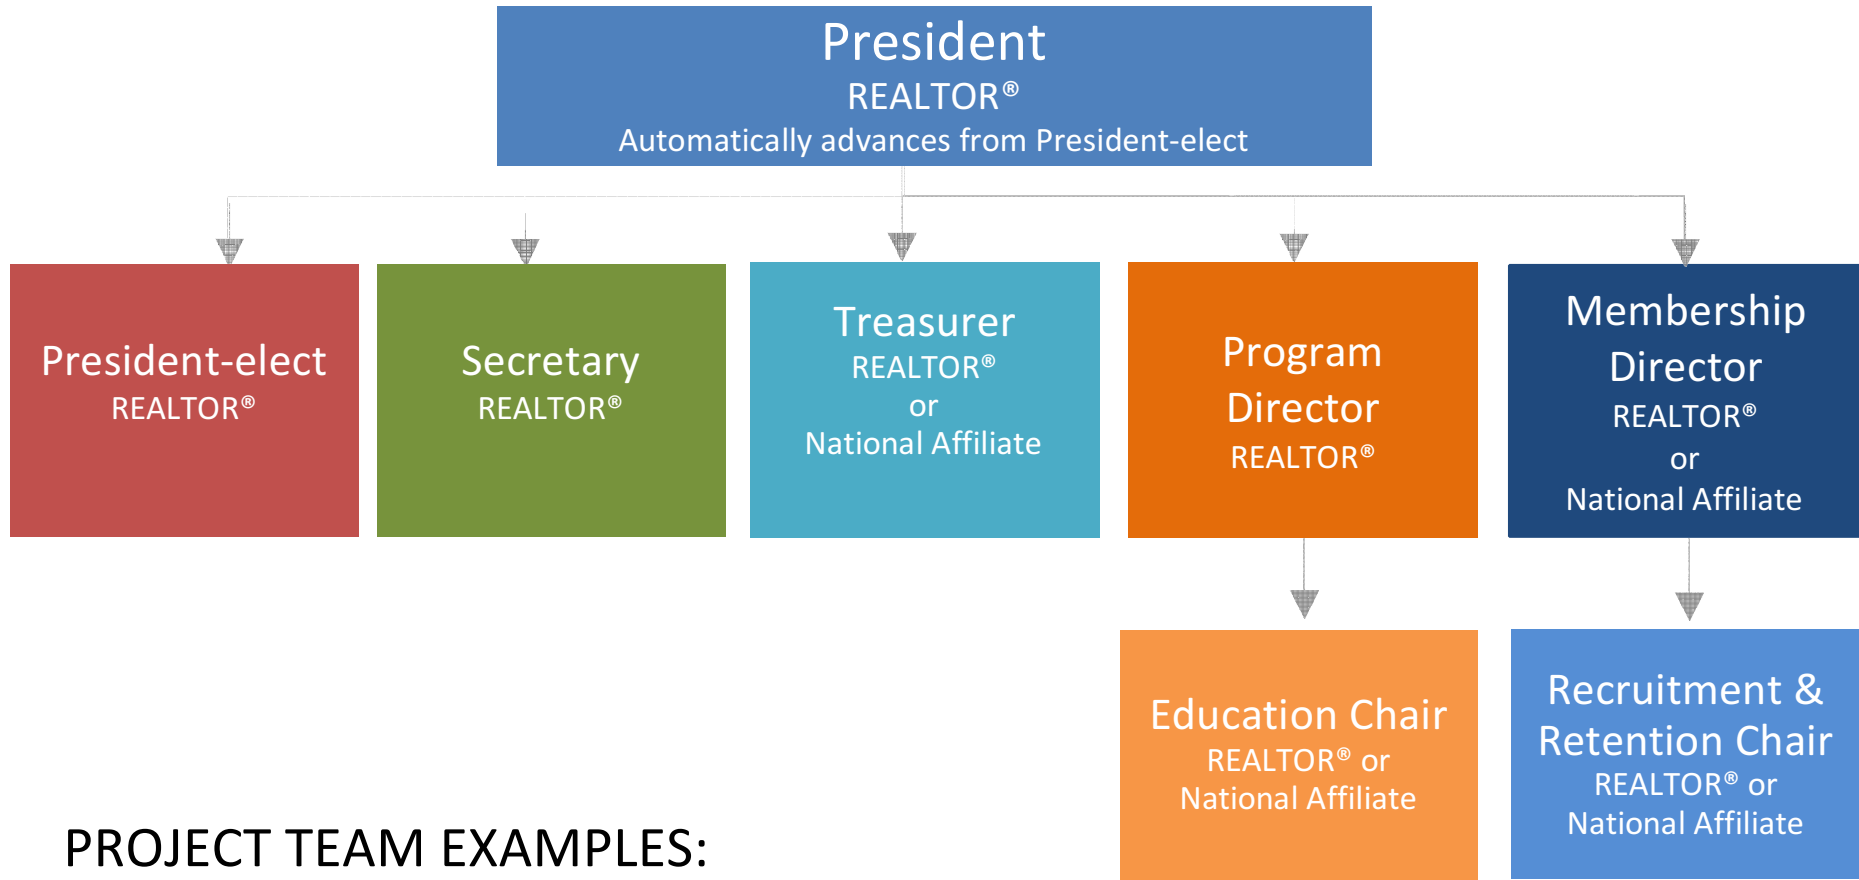 President
REALTOR®
Automatically advances from President-elect
President-elect
REALTOR®
Secretary
REALTOR®
Treasurer
REALTOR®
or
National Affiliate
Program
Director
REALTOR®
Membership
Director
REALTOR®
or
National Affiliate
Education Chair
REALTOR® or
National Affiliate
Recruitment &
Retention Chair
REALTOR® or
National Affiliate
PROJECT TEAM EXAMPLES: